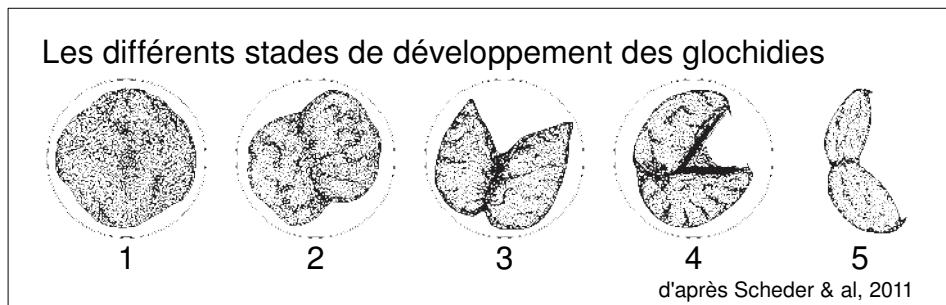 Les différents stades de développement des glochidies
1 2 3 4 5
d'après Scheder & al, 2011